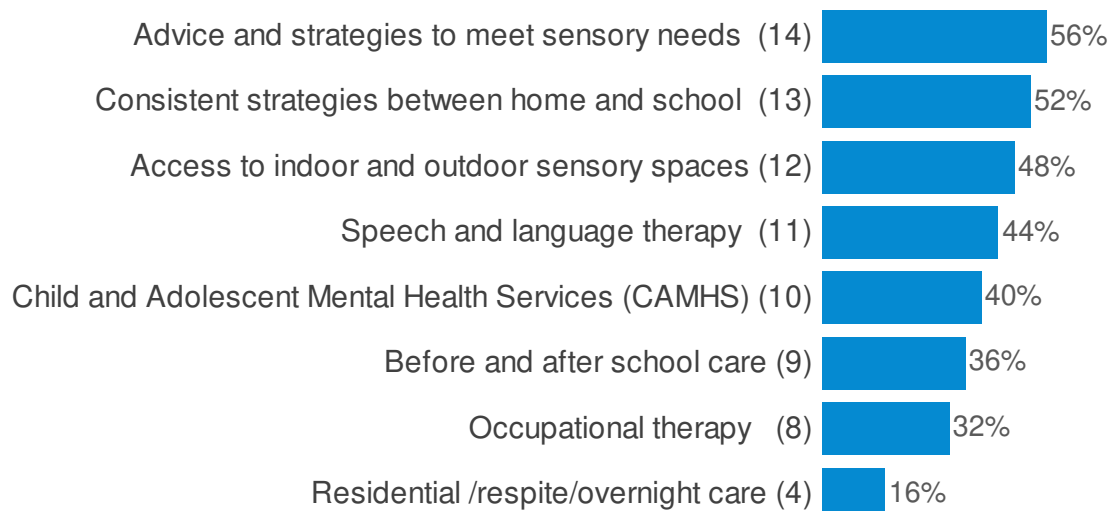 Advice and strategies to meet sensory needs (14) 56%
Consistent strategies between home and school (13) 52%
Access to indoor and outdoor sensory spaces (12) 48%
Speech and language therapy (11) 44%
Child and Adolescent Mental Health Services (CAMHS) (10) 40%
Before and after school care (9) 36%
Occupational therapy (8) 32%
Residential /respite/overnight care (4) 16%